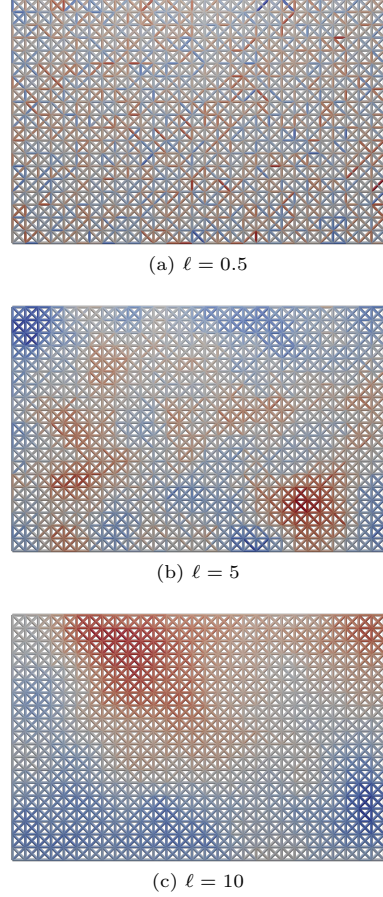 (a) ℓ = 0.5
(b) ℓ = 5
(c) ℓ = 10